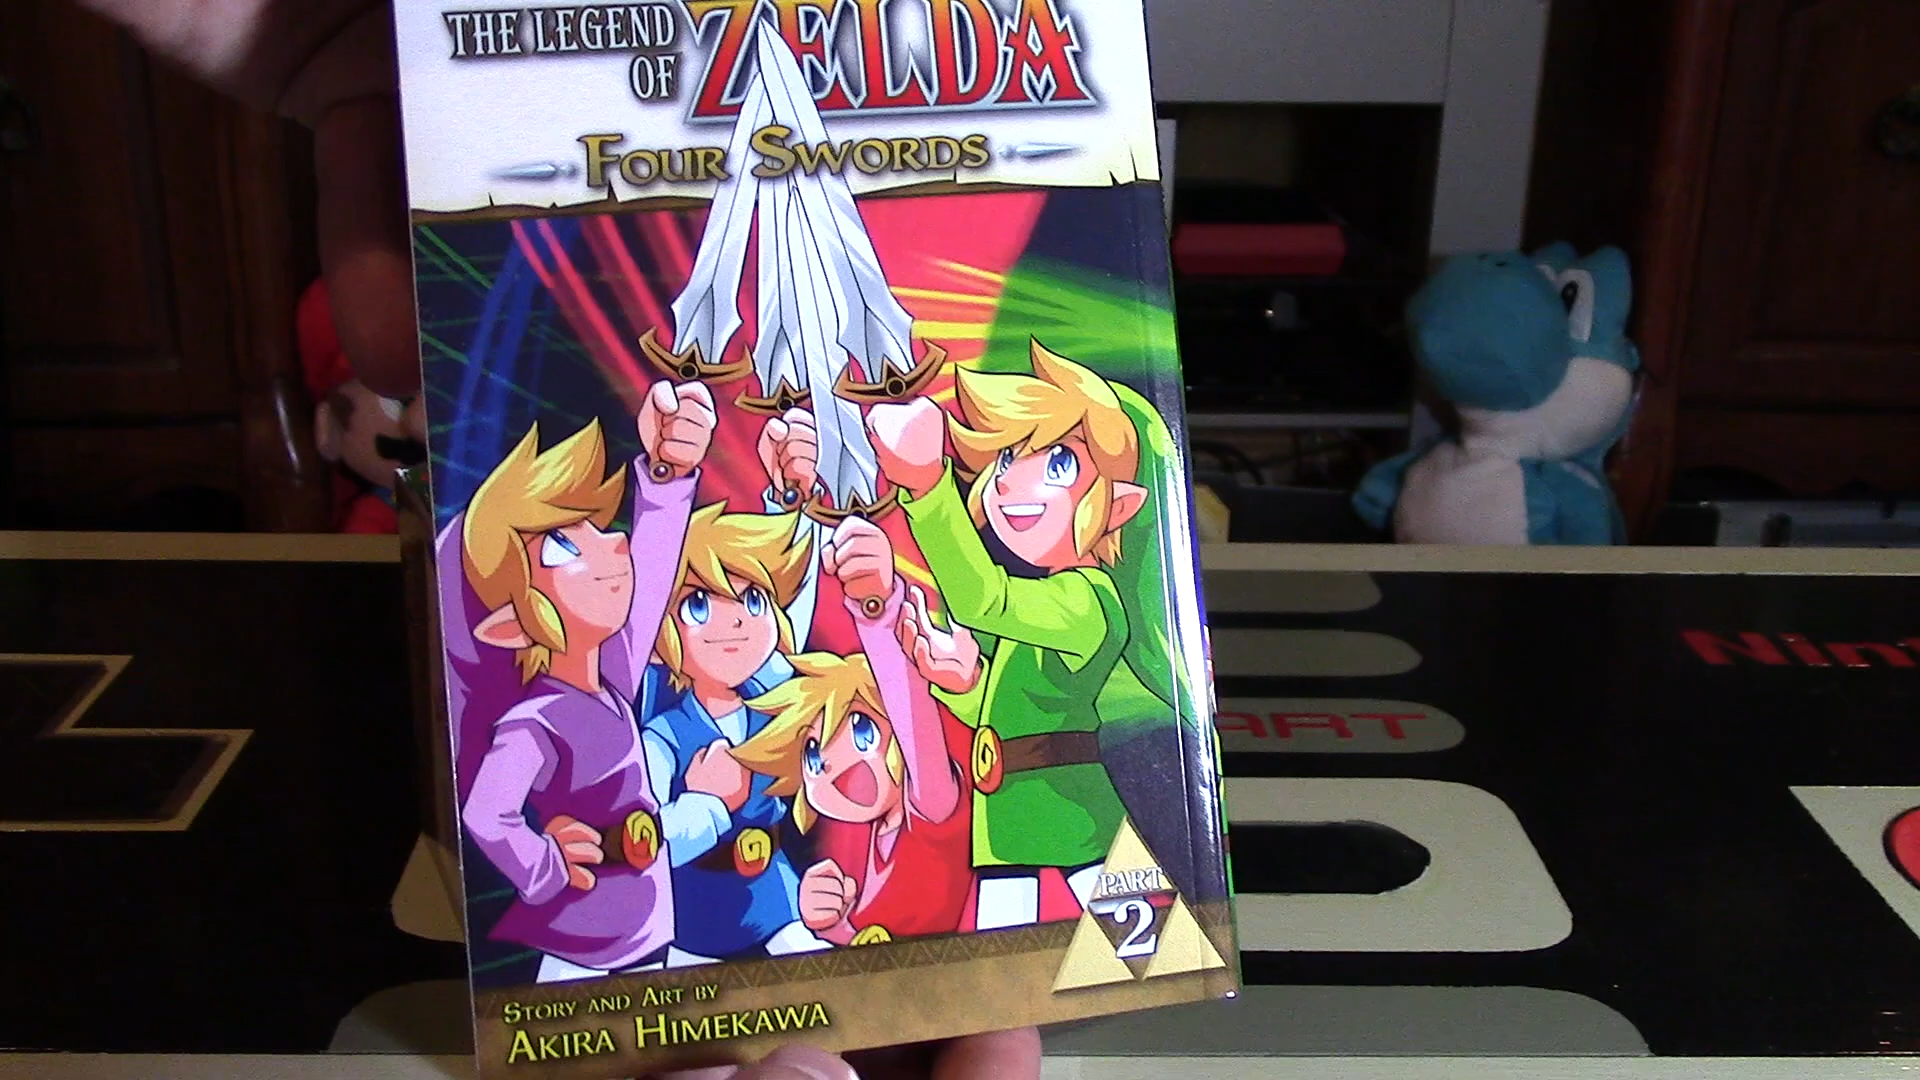 THE LEGEND
OF ZELDA
FOUR SWORDS
PART
2
STORY AND ART BY
AKIRA HIMEKAWA